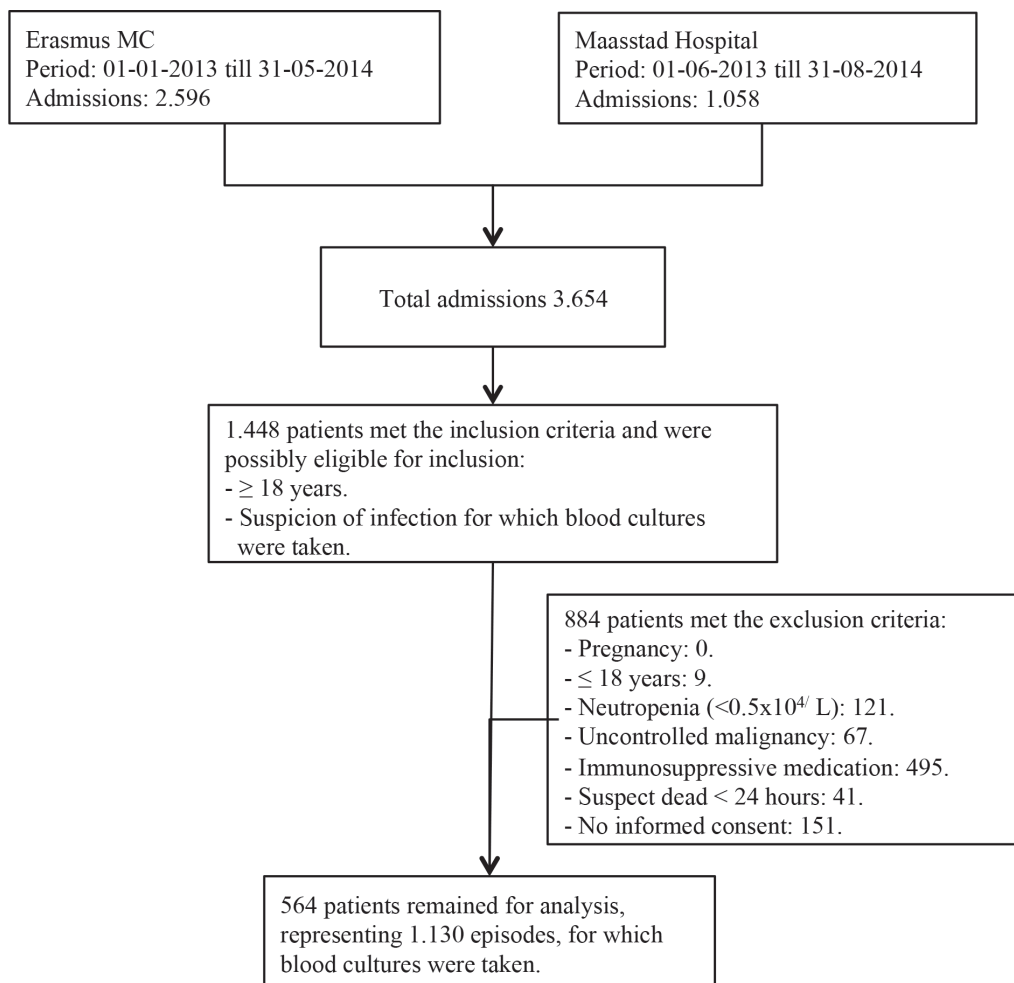 Erasmus MC
Period: 01-01-2013 till 31-05-2014
Admissions: 2.596
Maasstad Hospital
Period: 01-06-2013 till 31-08-2014
Admissions: 1.058
Total admissions 3.654
1.448 patients met the inclusion criteria and were
possibly eligible for inclusion:
- ≥ 18 years.
- Suspicion of infection for which blood cultures
were taken.
884 patients met the exclusion criteria:
- Pregnancy: 0.
- ≤ 18 years: 9.
- Neutropenia (<0.5x10⁴ᐟ L): 121.
- Uncontrolled malignancy: 67.
- Immunosuppressive medication: 495.
- Suspect dead < 24 hours: 41.
- No informed consent: 151.
564 patients remained for analysis,
representing 1.130 episodes, for which
blood cultures were taken.